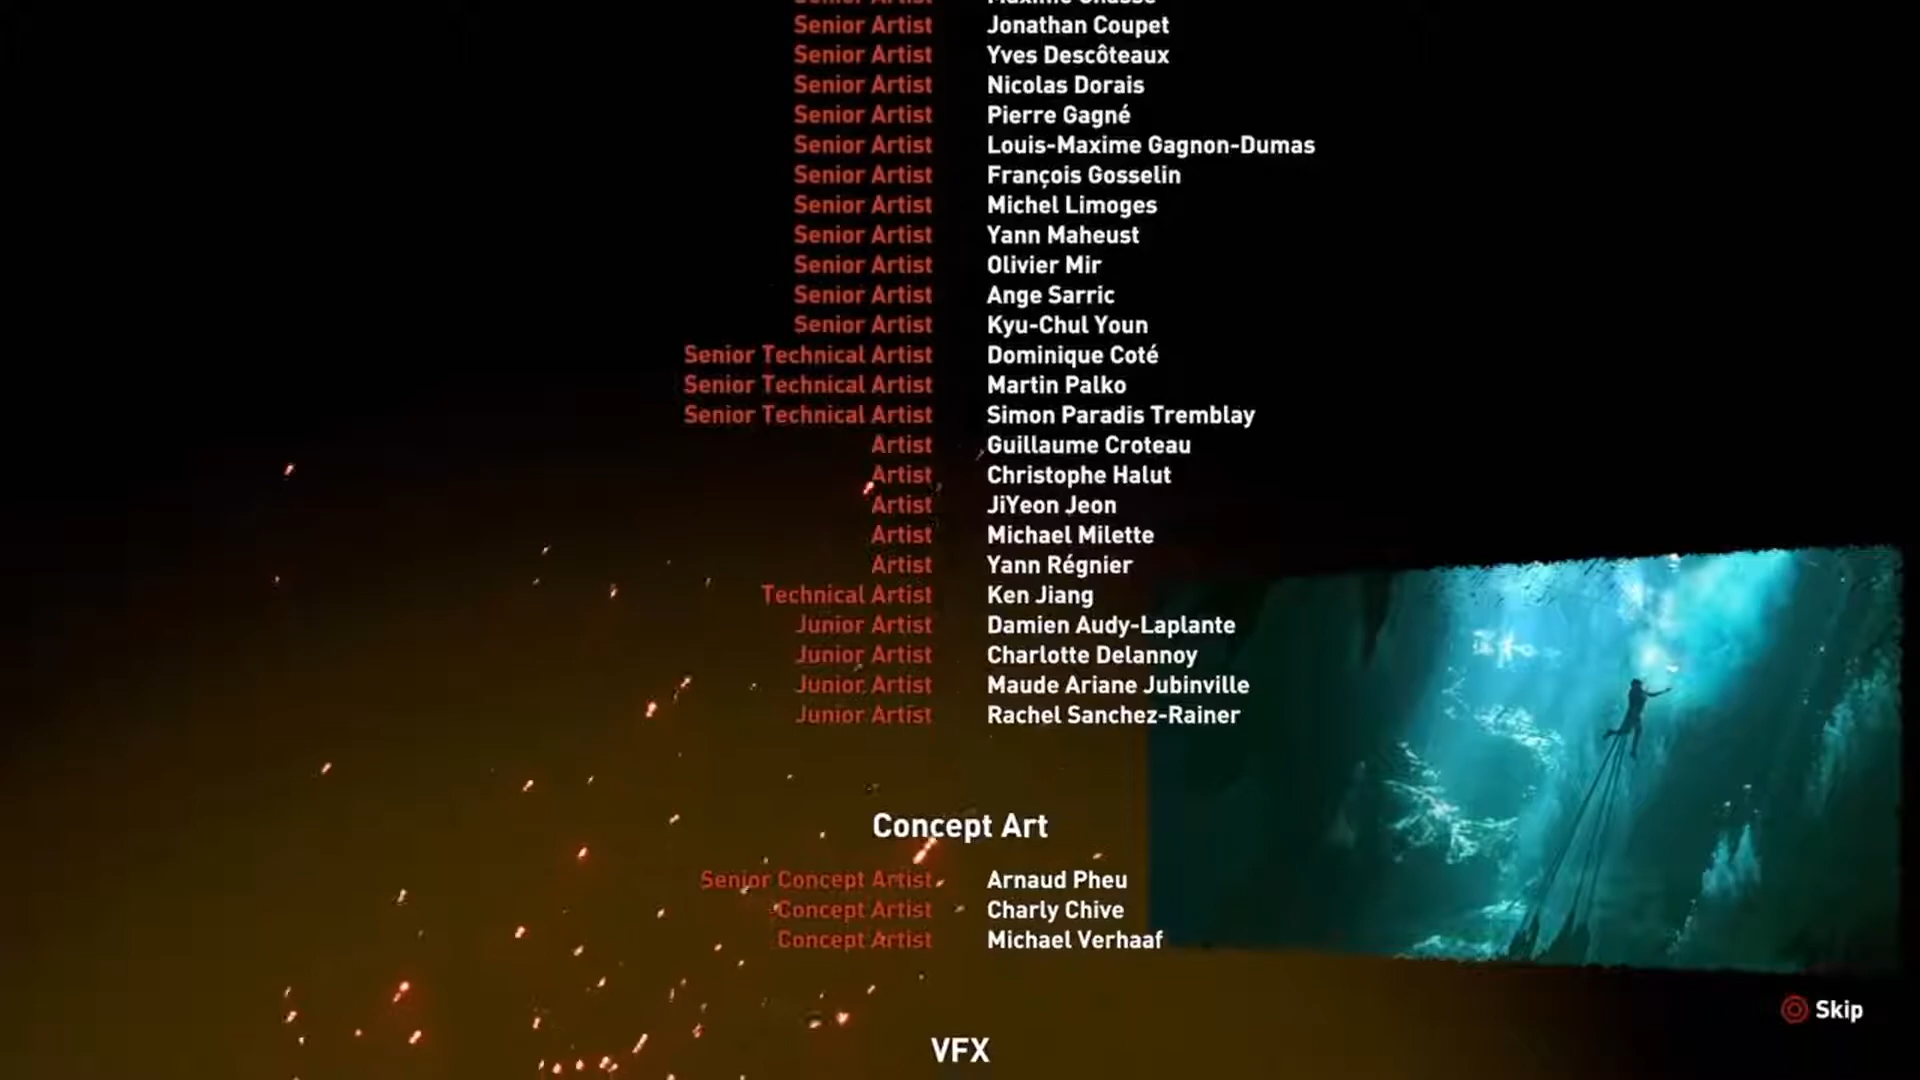 Senior Artist Maxime Chassé
Senior Artist Jonathan Coupet
Senior Artist Yves Descôteaux
Senior Artist Nicolas Dorais
Senior Artist Pierre Gagné
Senior Artist Louis-Maxime Gagnon-Dumas
Senior Artist François Gosselin
Senior Artist Michel Limoges
Senior Artist Yann Maheust
Senior Artist Olivier Mir
Senior Artist Ange Sarric
Senior Artist Kyu-Chul Youn
Senior Technical Artist Dominique Coté
Senior Technical Artist Martin Palko
Senior Technical Artist Simon Paradis Tremblay
Artist Guillaume Croteau
Artist Christophe Halut
Artist JiYeon Jeon
Artist Michael Milette
Artist Yann Régnier
Technical Artist Ken Jiang
Junior Artist Damien Audy-Laplante
Junior Artist Charlotte Delannoy
Junior Artist Maude Ariane Jubinville
Junior Artist Rachel Sanchez-Rainer
Concept Art
Senior Concept Artist Arnaud Pheu
Concept Artist Charly Chive
Concept Artist Michael Verhaaf
Skip
VFX